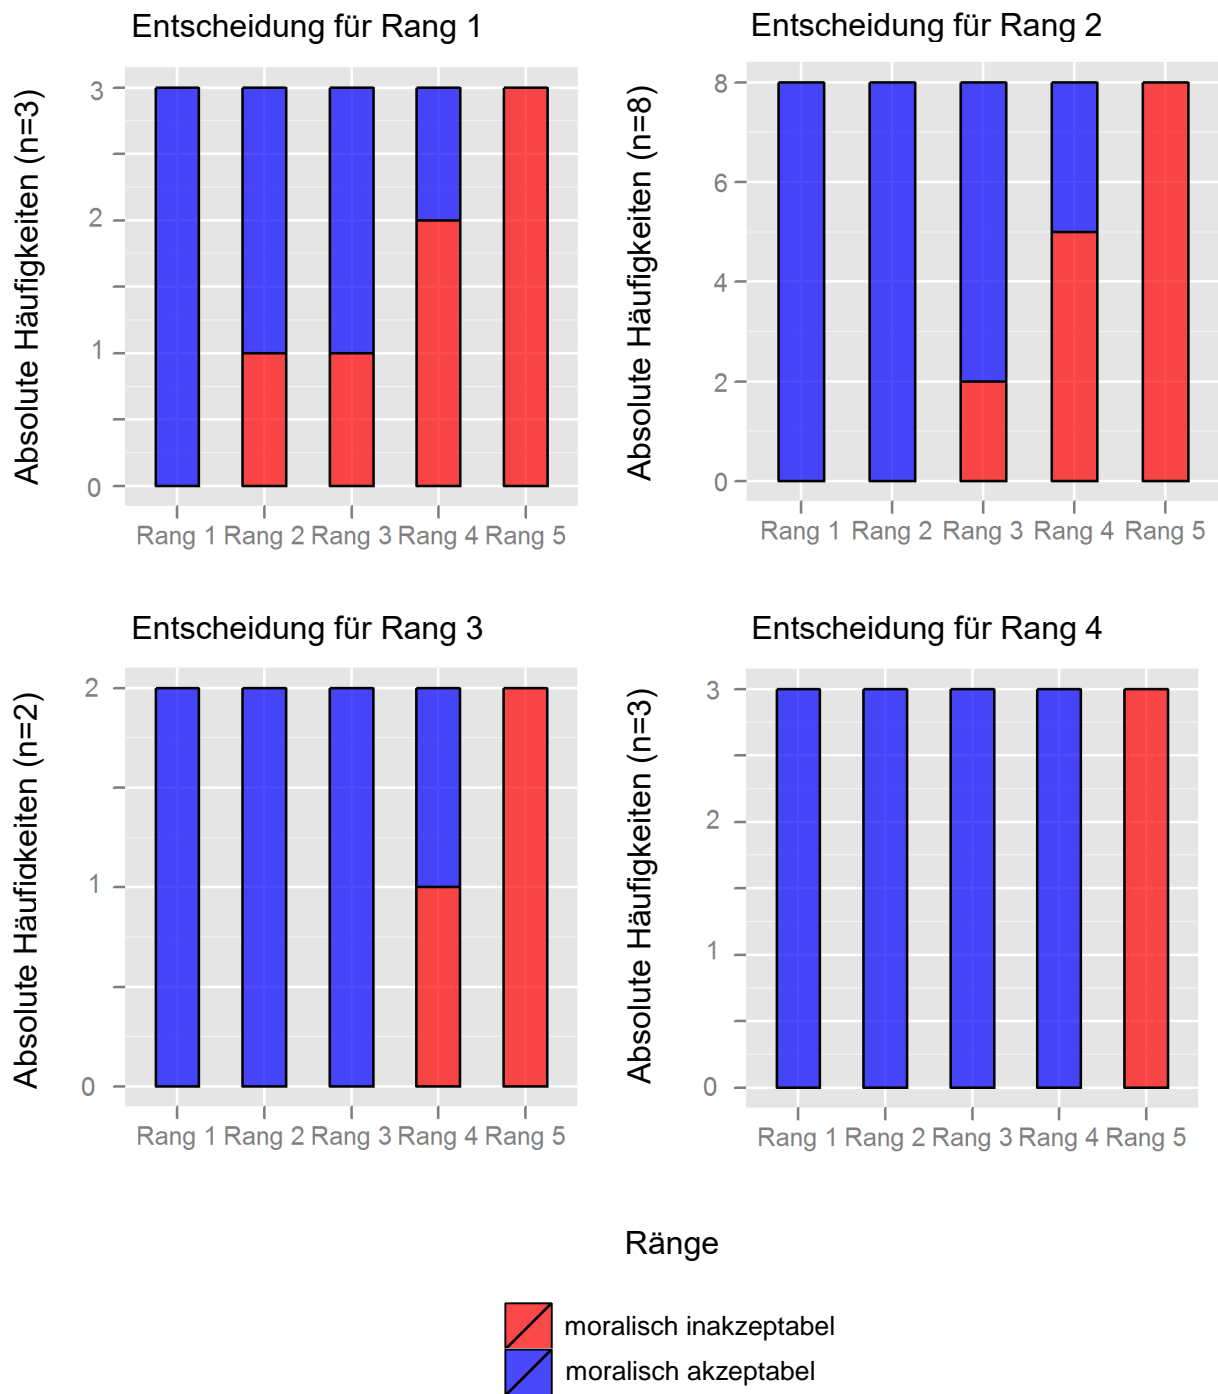 Entscheidung für Rang 1
Absolute Häufigkeiten (n=3)
3
2
1
0
Rang 1 Rang 2 Rang 3 Rang 4 Rang 5
Entscheidung für Rang 2
Absolute Häufigkeiten (n=8)
8
6
4
2
0
Rang 1 Rang 2 Rang 3 Rang 4 Rang 5
Entscheidung für Rang 3
Absolute Häufigkeiten (n=2)
2
1
0
Rang 1 Rang 2 Rang 3 Rang 4 Rang 5
Entscheidung für Rang 4
Absolute Häufigkeiten (n=3)
3
2
1
0
Rang 1 Rang 2 Rang 3 Rang 4 Rang 5
Ränge
moralisch inakzeptabel
moralisch akzeptabel